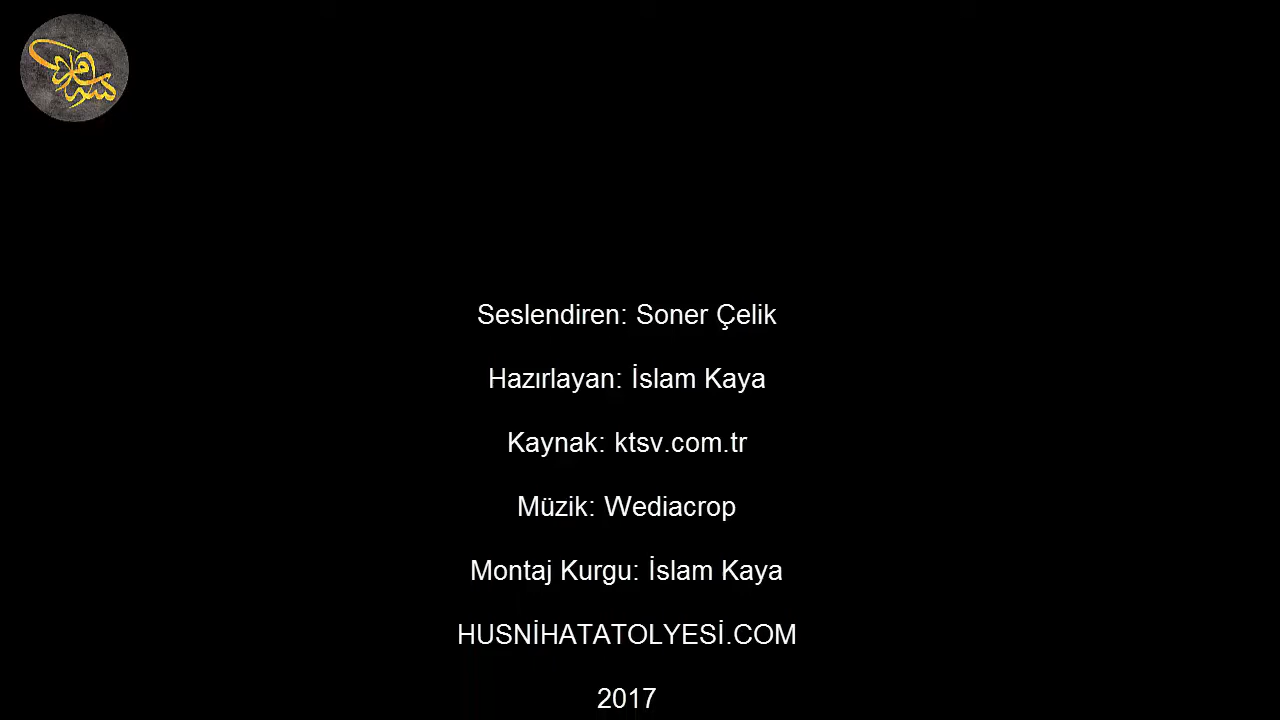 Seslendiren: Soner Çelik
Hazırlayan: İslam Kaya
Kaynak: ktsv.com.tr
Müzik: Wediacrop
Montaj Kurgu: İslam Kaya
HUSNİHATATOLYESİ.COM
2017